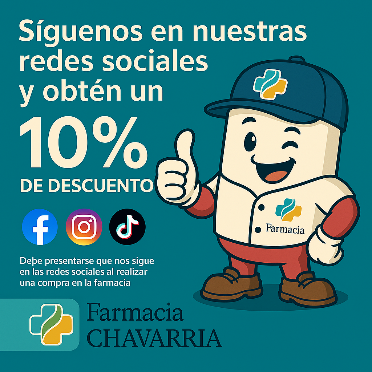 Síguenos en nuestras
redes sociales
y obtén un
10%
DE DESCUENTO
Farmacia
Debe presentarse que nos sigue
en las redes sociales al realizar
una compra en la farmacia
Farmacia
CHAVARRIA